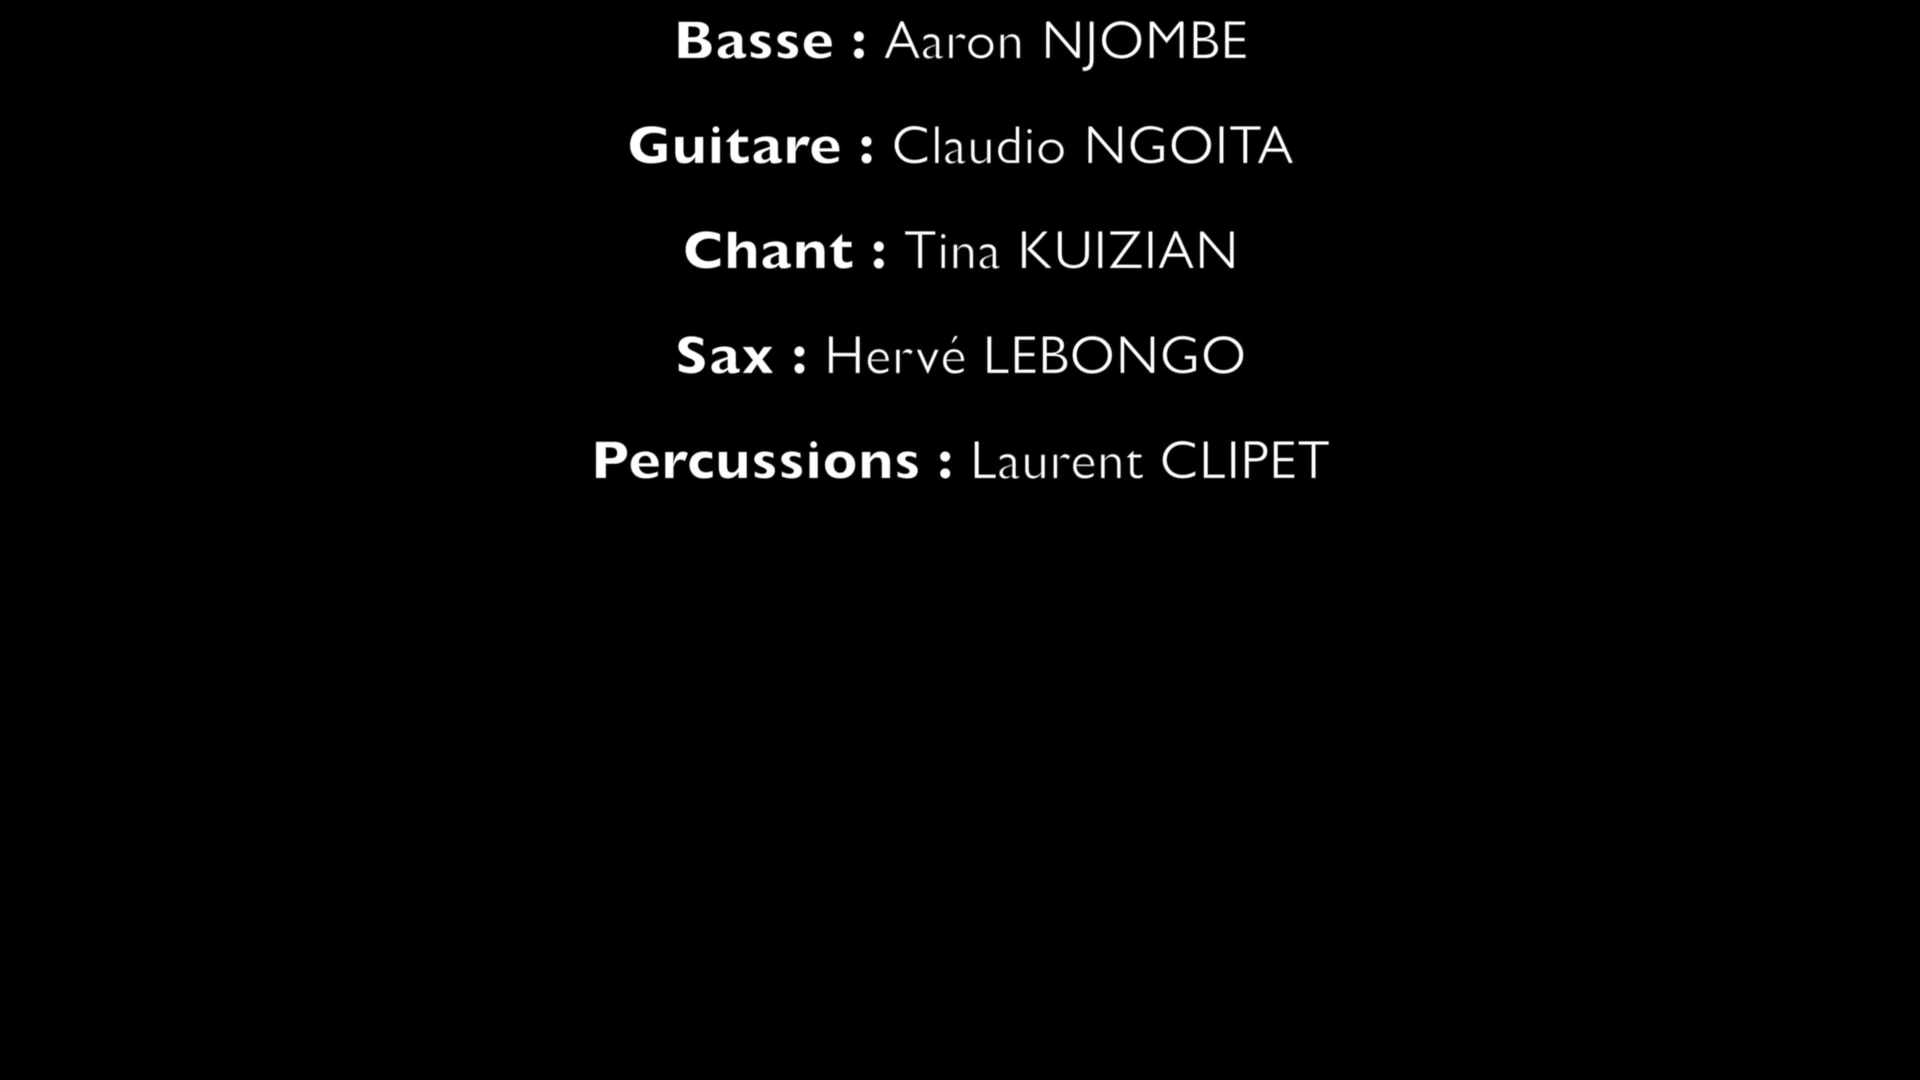 Basse : Aaron NJOMBE
Guitare : Claudio NGOITA
Chant : Tina KUIZIAN
Sax : Hervé LEBONGO
Percussions : Laurent CLIPET